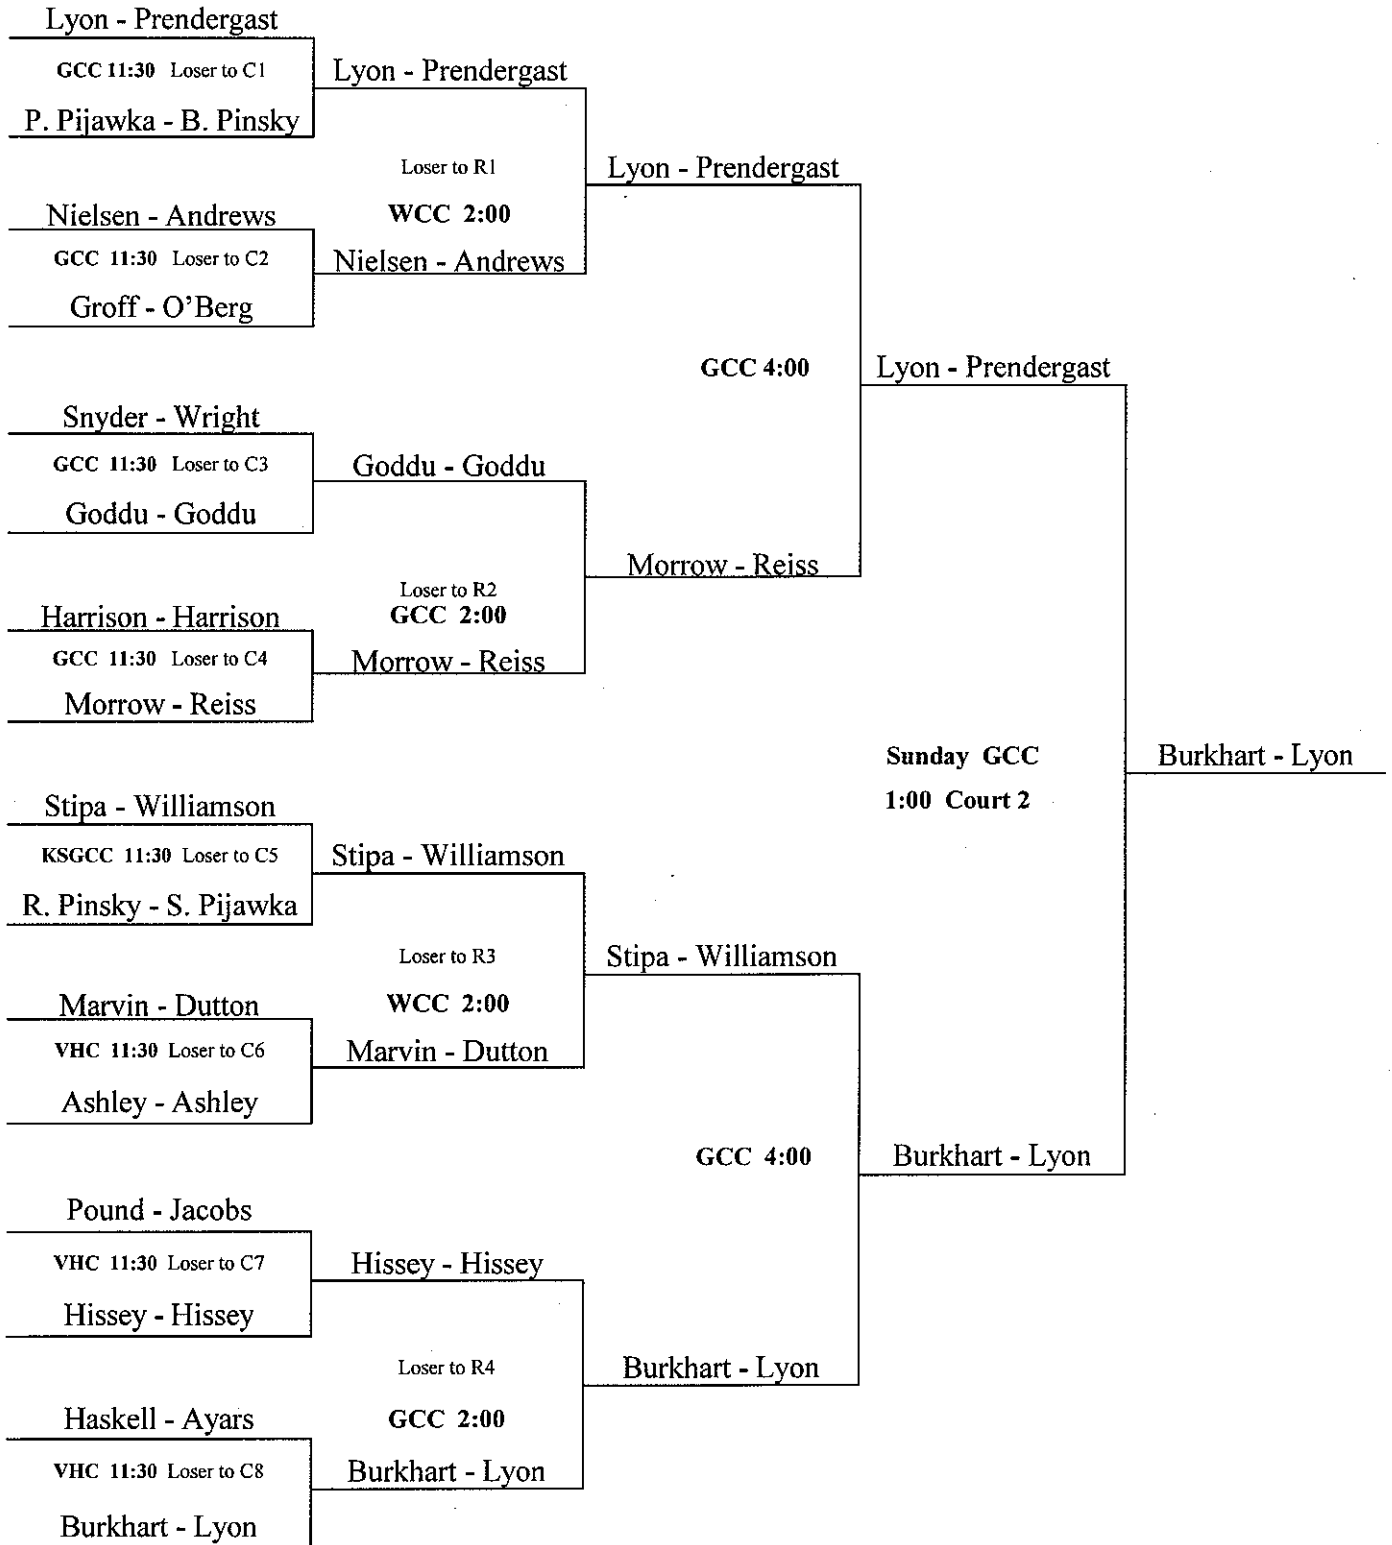 Lyon - Prendergast
GCC 11:30 Loser to C1
P. Pijawka - B. Pinsky
Nielsen - Andrews
GCC 11:30 Loser to C2
Groff - O'Berg
Snyder - Wright
GCC 11:30 Loser to C3
Goddu - Goddu
Harrison - Harrison
GCC 11:30 Loser to C4
Morrow - Reiss
Stipa - Williamson
KSGCC 11:30 Loser to C5
R. Pinsky - S. Pijawka
Marvin - Dutton
VHC 11:30 Loser to C6
Ashley - Ashley
Pound - Jacobs
VHC 11:30 Loser to C7
Hissey - Hissey
Haskell - Ayars
VHC 11:30 Loser to C8
Burkhart - Lyon
Lyon - Prendergast
Loser to R1
WCC 2:00
Nielsen - Andrews
Goddu - Goddu
Loser to R2
GCC 2:00
Morrow - Reiss
Stipa - Williamson
Loser to R3
WCC 2:00
Marvin - Dutton
Hissey - Hissey
Loser to R4
GCC 2:00
Burkhart - Lyon
Lyon - Prendergast
GCC 4:00
Morrow - Reiss
Stipa - Williamson
GCC 4:00
Burkhart - Lyon
Lyon - Prendergast
Sunday GCC
1:00 Court 2
Burkhart - Lyon
Burkhart - Lyon